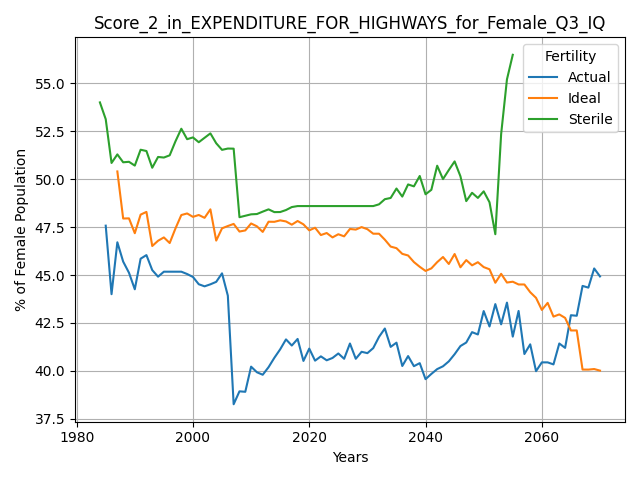 Score_2_in_EXPENDITURE_FOR_HIGHWAYS_for_Female_Q3_IQ
Fertility
Actual
Ideal
Sterile
% of Female Population
55.0
52.5
50.0
47.5
45.0
42.5
40.0
37.5
1980
2000
2020
2040
2060
Years